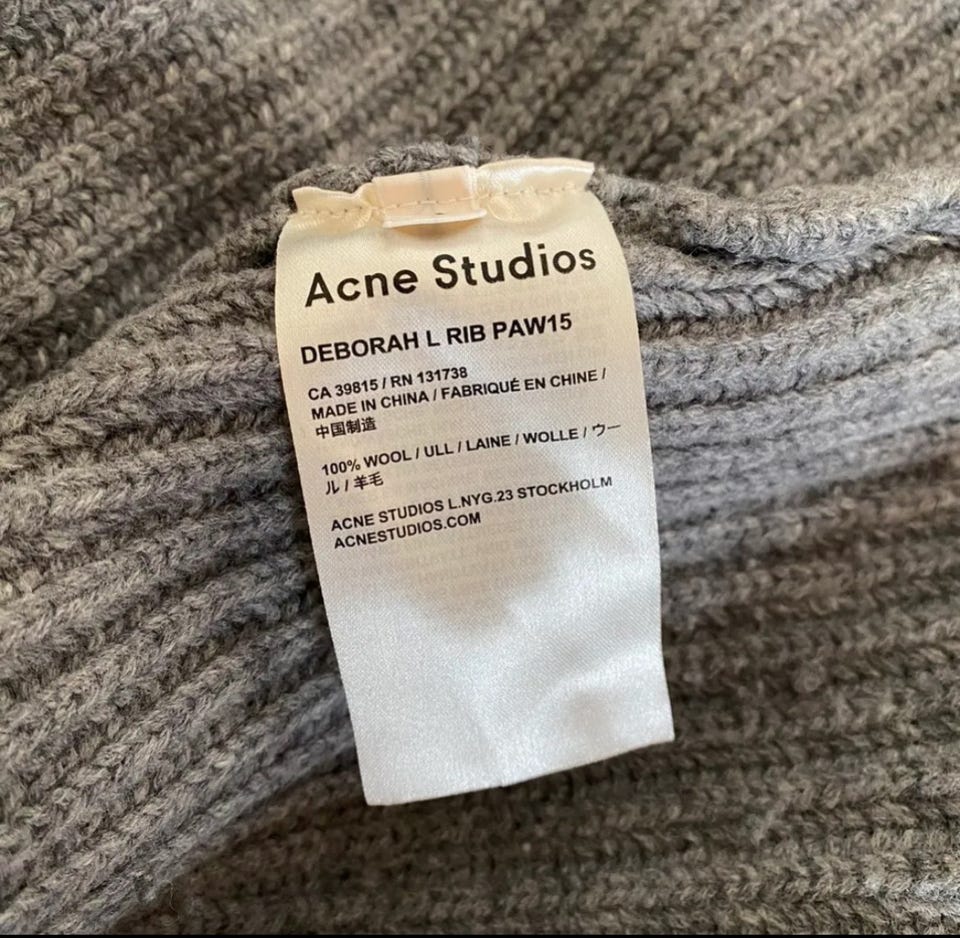 Acne Studios
DEBORAH L RIB PAW15
CA 39815 / RN 131738
MADE IN CHINA / FABRIQUÉ EN CHINE /
中国制造
100% WOOL / ULL / LAINE / WOLLE / ウー
ル / 羊毛
ACNE STUDIOS L.NYG.23 STOCKHOLM
ACNESTUDIOS.COM